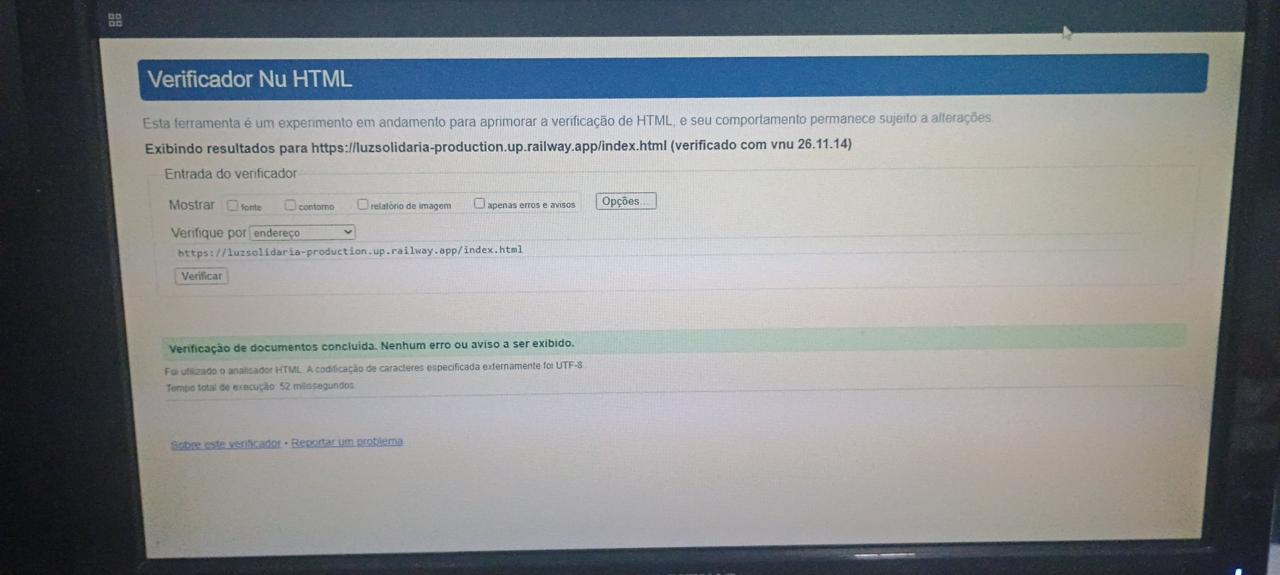 Verificador Nu HTML
Esta ferramenta é um experimento em andamento para aprimorar a verificação de HTML, e seu comportamento permanece sujeito a alterações.
Exibindo resultados para https://luzsolidaria-production.up.railway.app/index.html (verificado com vnu 26.11.14)
Entrada do verificador
Mostrar fonte contorno relatório de imagem apenas erros e avisos Opções...
Verifique por endereço
https://luzsolidaria-production.up.railway.app/index.html
Verificar
Verificação de documentos concluída. Nenhum erro ou aviso a ser exibido.
Foi utilizado o analisador HTML. A codificação de caracteres especificada externamente foi UTF-8.
Tempo total de execução: 52 milissegundos.
Sobre este verificador • Reportar um problema